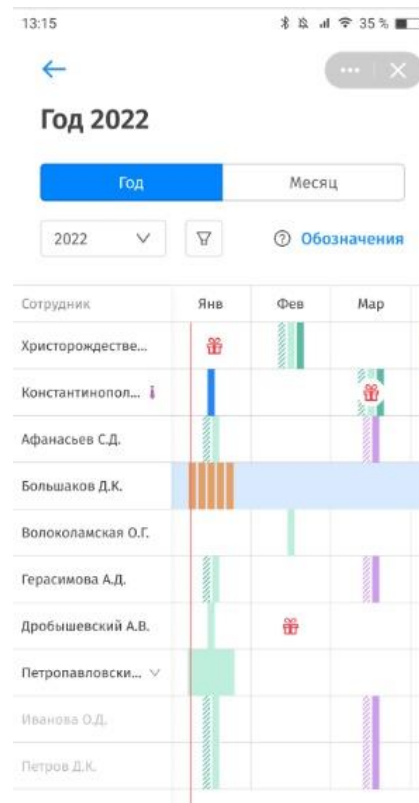 13:15 35 %
Год 2022
Год Месяц
2022 Обозначения
Сотрудник Янв Фев Мар
Христорождестве...
Константинопол...
Афанасьев С.Д.
Большаков Д.К.
Волоколамская О.Г.
Герасимова А.Д.
Дробышевский А.В.
Петропавловски...
Иванова О.Д.
Петров Д.К.